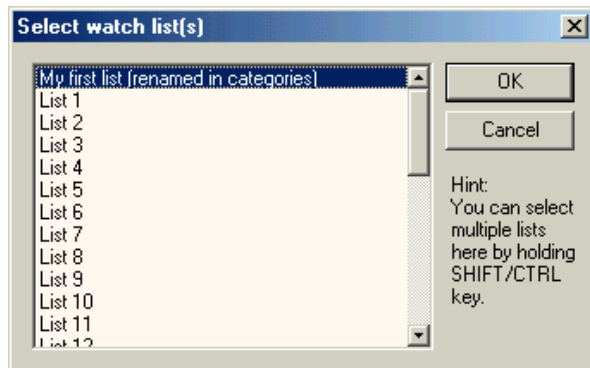 Select watch list(s)
My first list (renamed in categories)
List 1
List 2
List 3
List 4
List 5
List 6
List 7
List 8
List 9
List 10
List 11
List 12
OK
Cancel
Hint:
You can select
multiple lists
here by holding
SHIFT/CTRL
key.